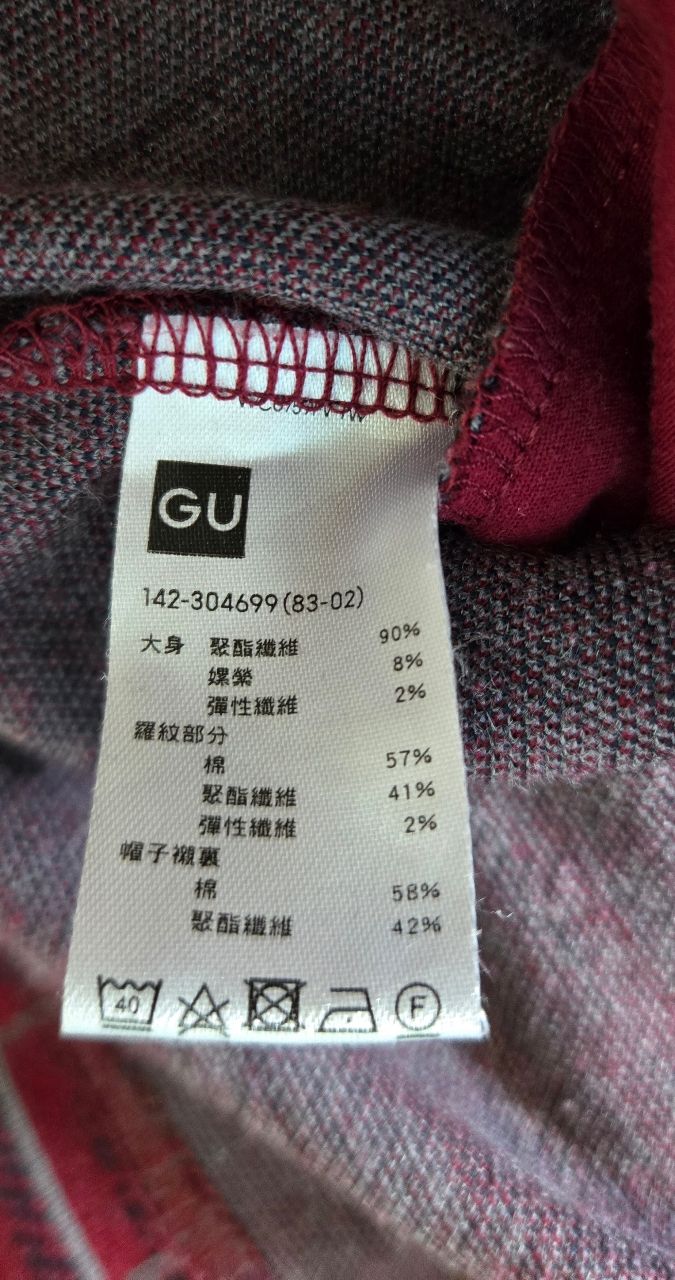 GU
142-304699(83-02)
大身 聚酯纖維 90%
嫘縈 8%
彈性纖維 2%
羅紋部分
棉 57%
聚酯纖維 41%
彈性纖維 2%
帽子襯裏
棉 58%
聚酯纖維 42%
40 F